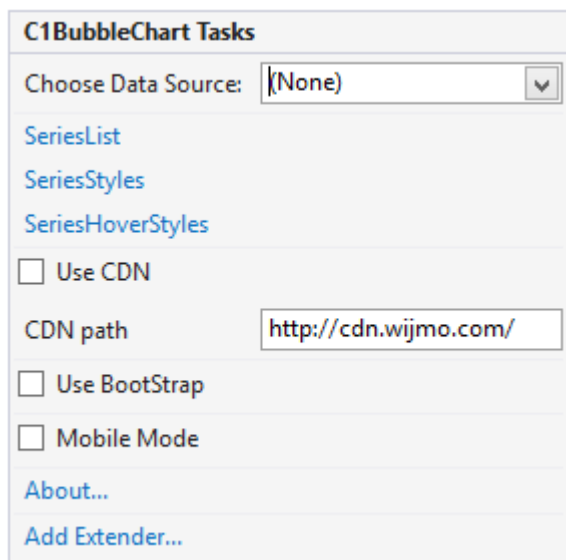 C1BubbleChart Tasks
Choose Data Source: (None)
SeriesList
SeriesStyles
SeriesHoverStyles
Use CDN
CDN path http://cdn.wijmo.com/
Use BootStrap
Mobile Mode
About...
Add Extender...